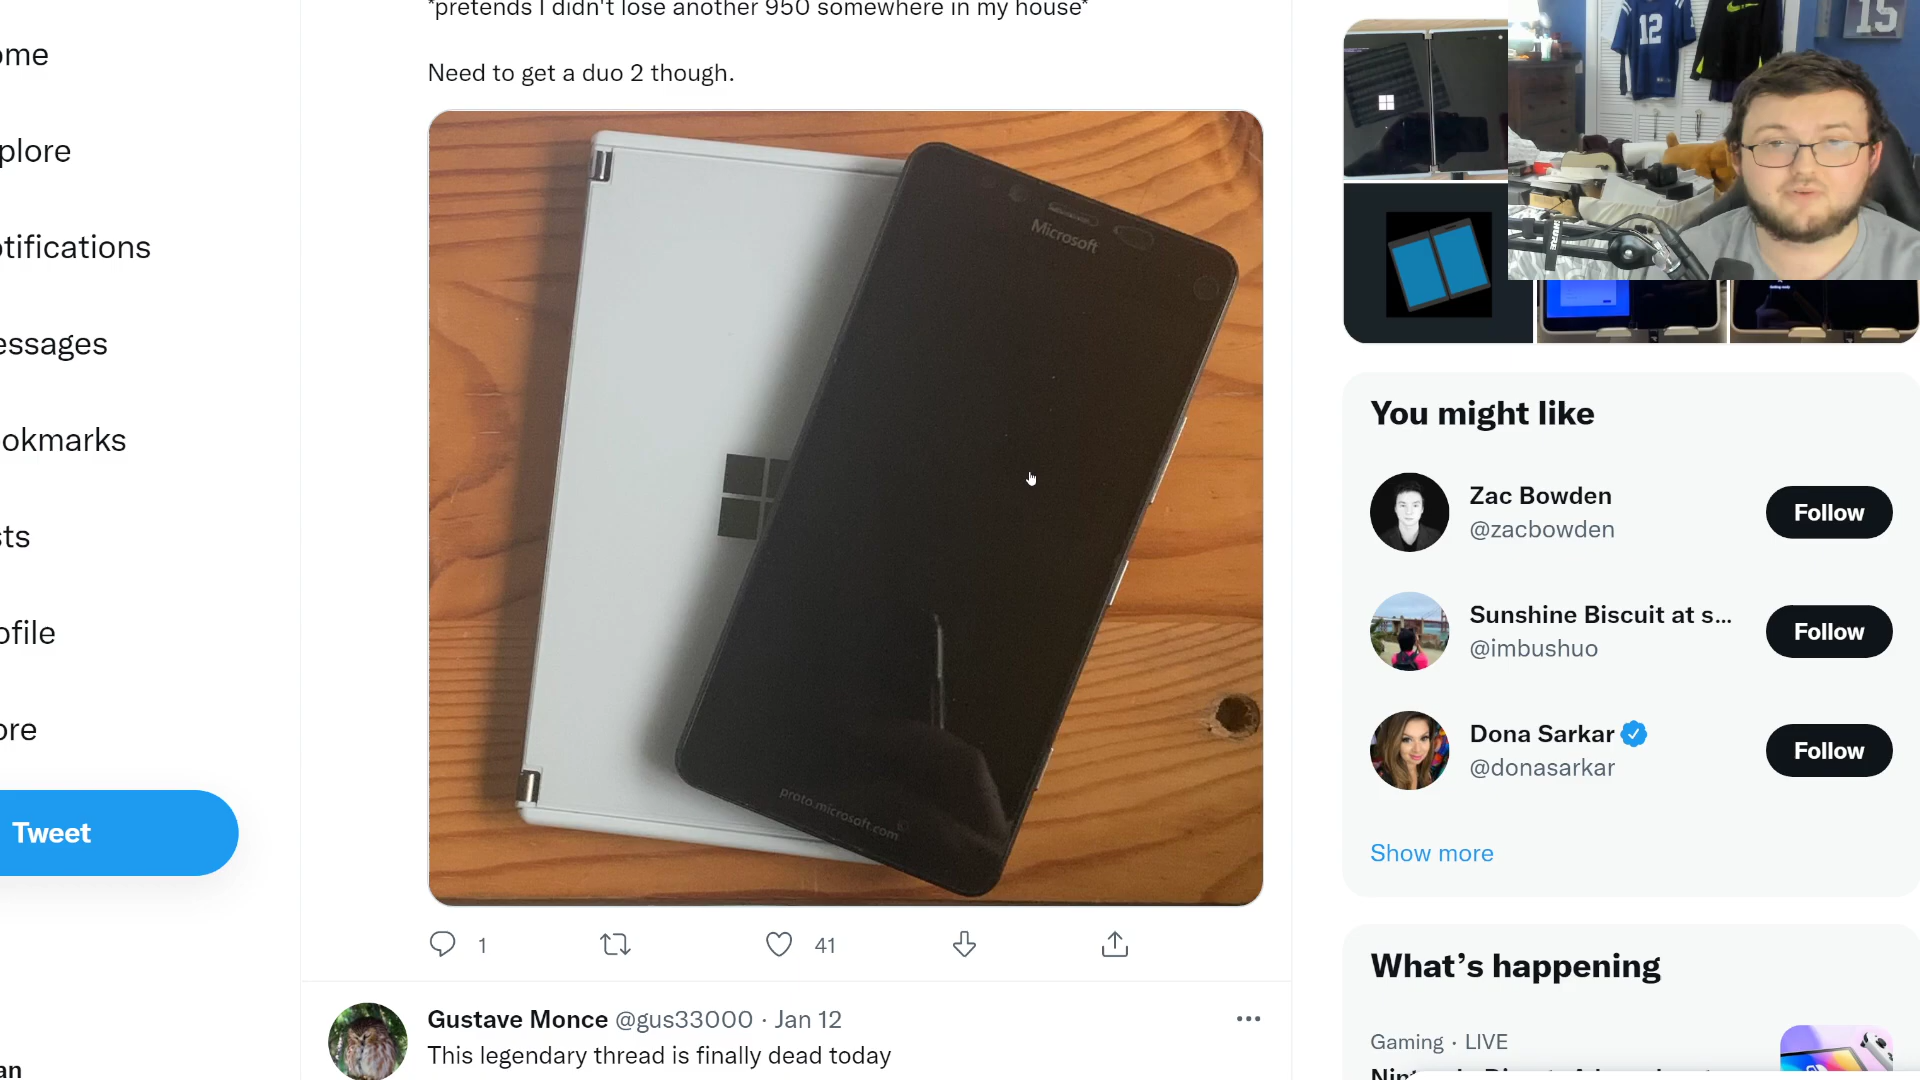 *pretends I didn't lose another 950 somewhere in my house*
Need to get a duo 2 though.
Microsoft
proto.microsoft.com
1
41
Gustave Monce @gus33000 · Jan 12
This legendary thread is finally dead today
ome
plore
otifications
essages
okmarks
sts
ofile
ore
Tweet
an
12
15
SHURE
You might like
Zac Bowden
@zacbowden
Follow
Sunshine Biscuit at s...
@imbushuo
Follow
Dona Sarkar
@donasarkar
Follow
Show more
What's happening
Gaming · LIVE